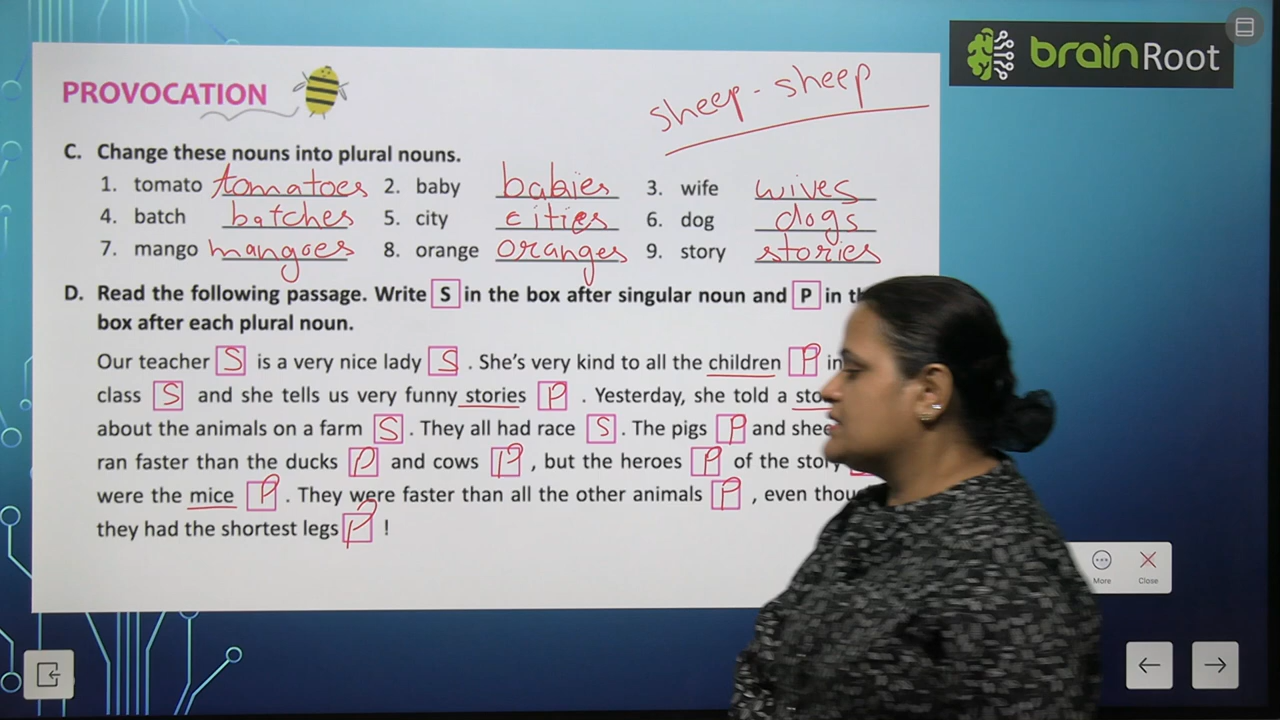 brainRoot
PROVOCATION
sheep - sheep
C. Change these nouns into plural nouns.
1. tomato tomatoes 2. baby babies 3. wife wives
4. batch batches 5. city cities 6. dog dogs
7. mango mangoes 8. orange oranges 9. story stories
D. Read the following passage. Write S in the box after singular noun and P in
box after each plural noun.
Our teacher S is a very nice lady S . She's very kind to all the children P in
class S and she tells us very funny stories P . Yesterday, she told a
about the animals on a farm S . They all had race S . The pigs P and
ran faster than the ducks P and cows P , but the heroes P of the story
were the mice P . They were faster than all the other animals P , even
they had the shortest legs P !
More Close